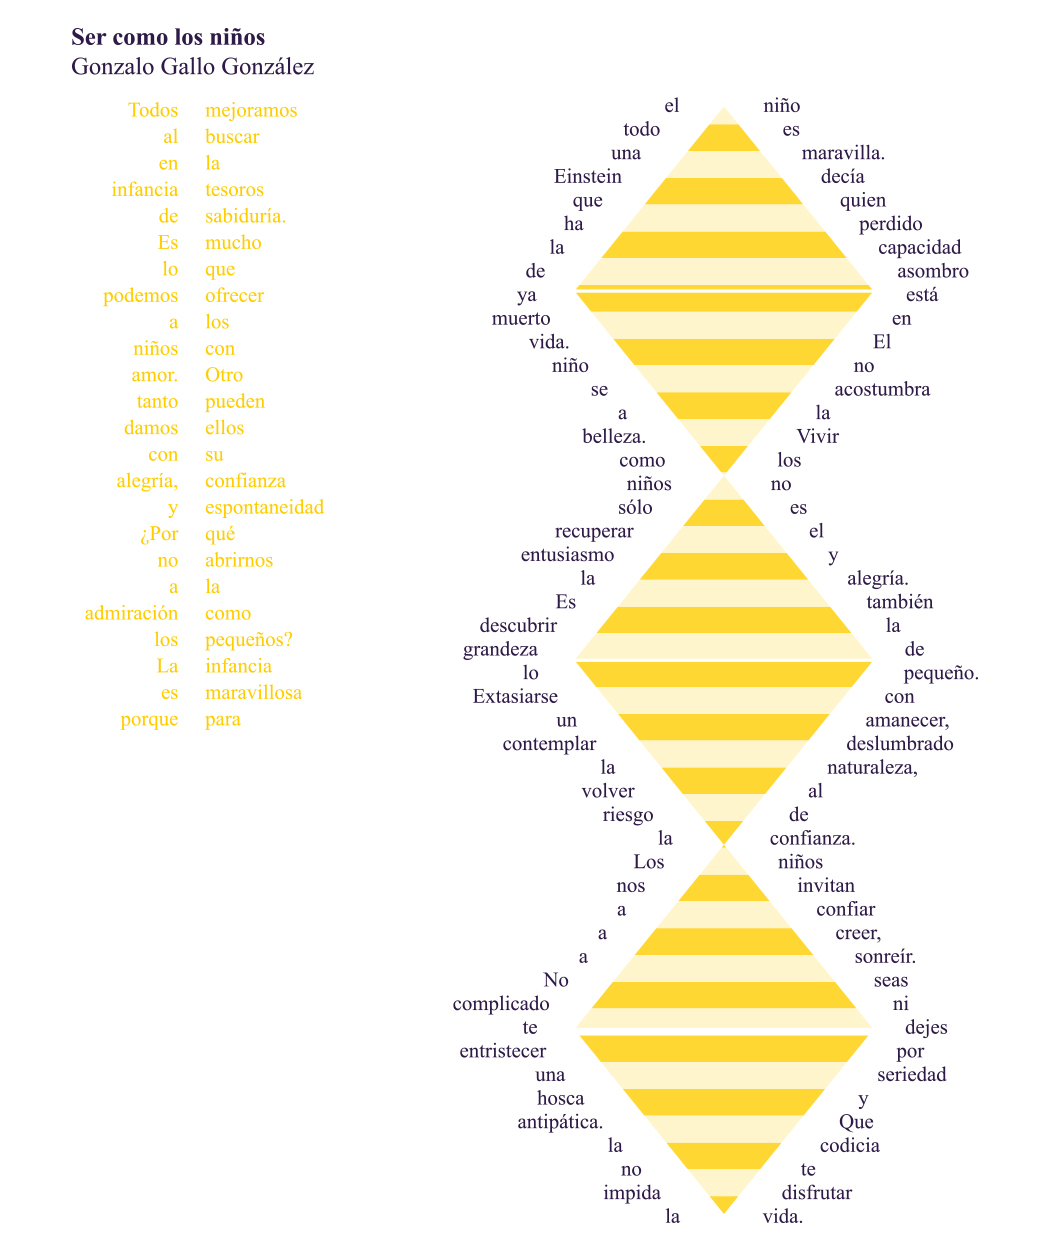 Ser como los niños
Gonzalo Gallo González
Todos mejoramos
al buscar
en la
infancia tesoros
de sabiduría.
Es mucho
lo que
podemos ofrecer
a los
niños con
amor. Otro
tanto pueden
damos ellos
con su
alegría, confianza
y espontaneidad
¿Por qué
no abrirnos
a la
admiración como
los pequeños?
La infancia
es maravillosa
porque para
el niño
todo es
una maravilla.
Einstein decía
que quien
ha perdido
la capacidad
de asombro
ya está
muerto en
vida. El
niño no
se acostumbra
a la
belleza. Vivir
como los
niños no
sólo es
recuperar el
entusiasmo y
la alegría.
Es también
descubrir la
grandeza de
lo pequeño.
Extasiarse con
un amanecer,
contemplar deslumbrado
la naturaleza,
volver al
riesgo de
la confianza.
Los niños
nos invitan
a confiar
a creer,
a sonreír.
No seas
complicado ni
te dejes
entristecer por
una seriedad
hosca y
antipática. Que
la codicia
no te
impida disfrutar
la vida.